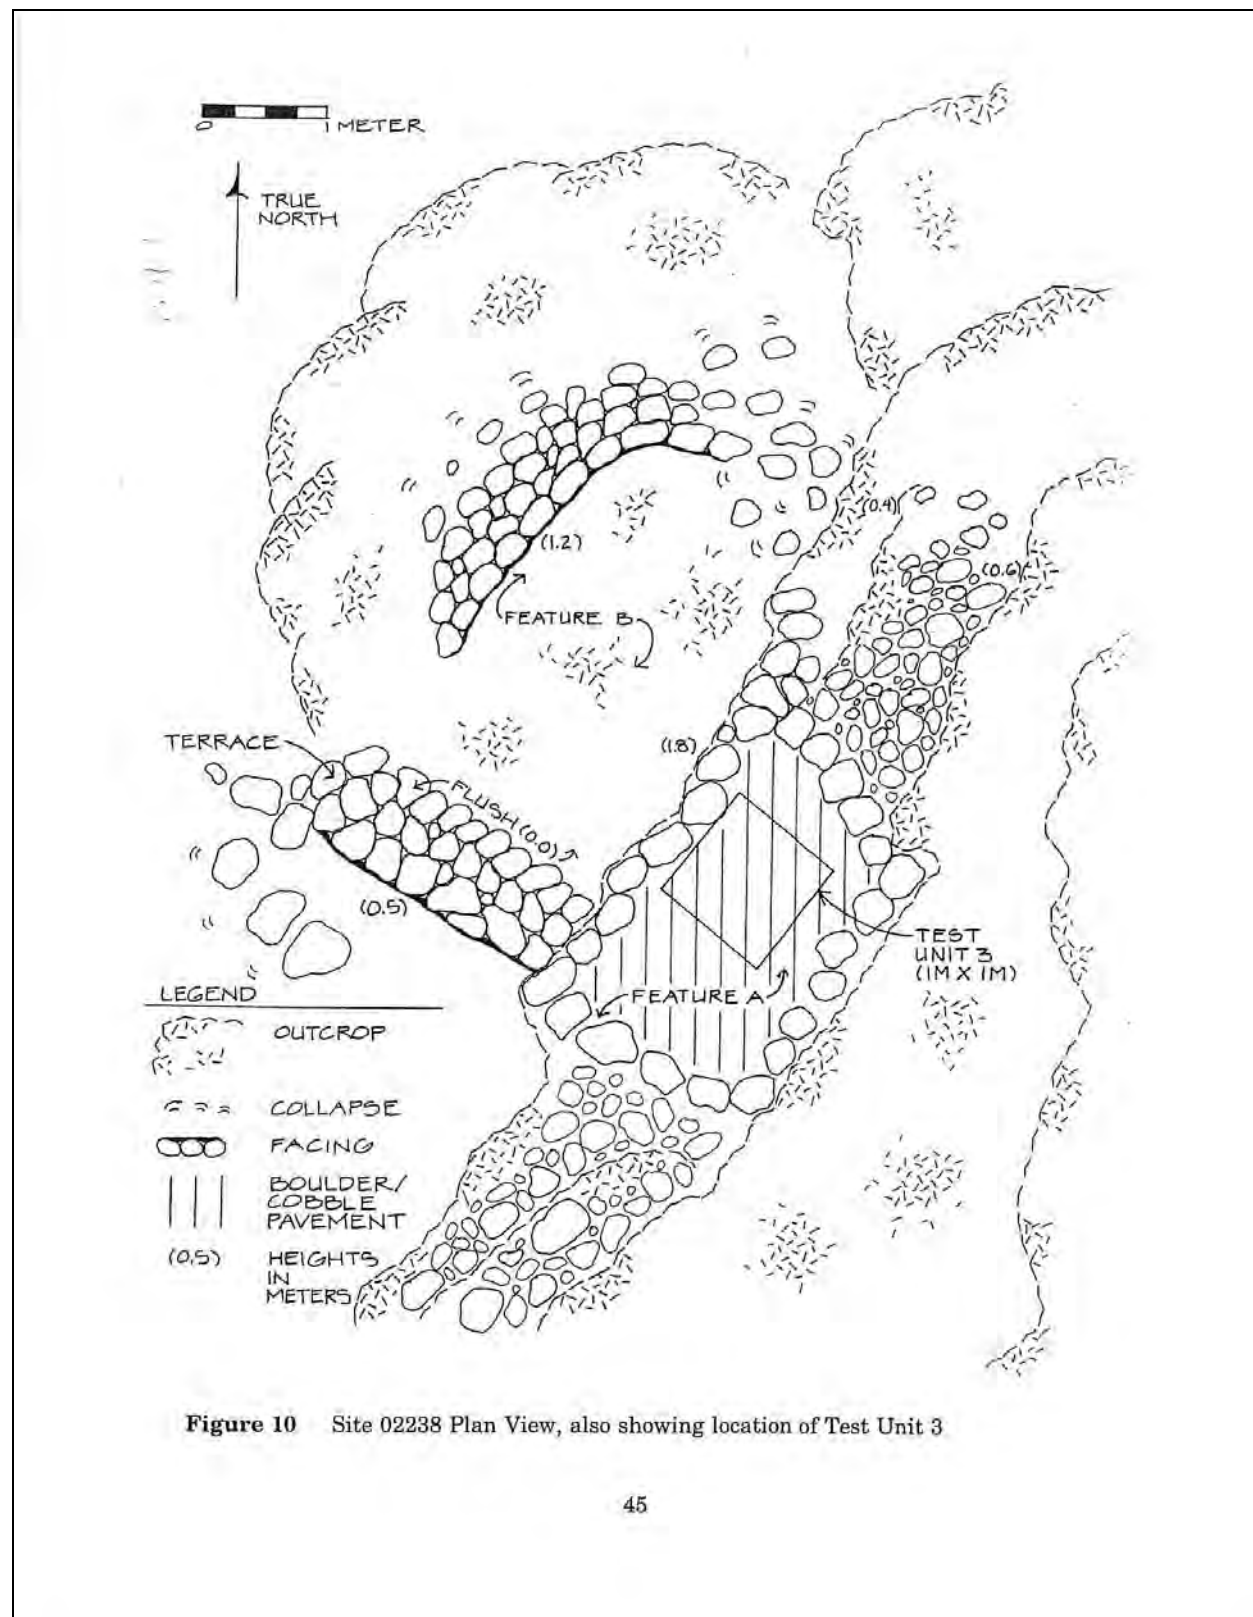 0 1 METER
TRUE
NORTH
(0.4)
(1.2)
(0.6)
FEATURE B
(1.8)
TERRACE
FLUSH (0.0)
(0.5)
TEST
UNIT 3
(1M X 1M)
FEATURE A
LEGEND
OUTCROP
COLLAPSE
FACING
BOULDER/
COBBLE
PAVEMENT
(0.5) HEIGHTS
IN
METERS
Figure 10 Site 02238 Plan View, also showing location of Test Unit 3
45